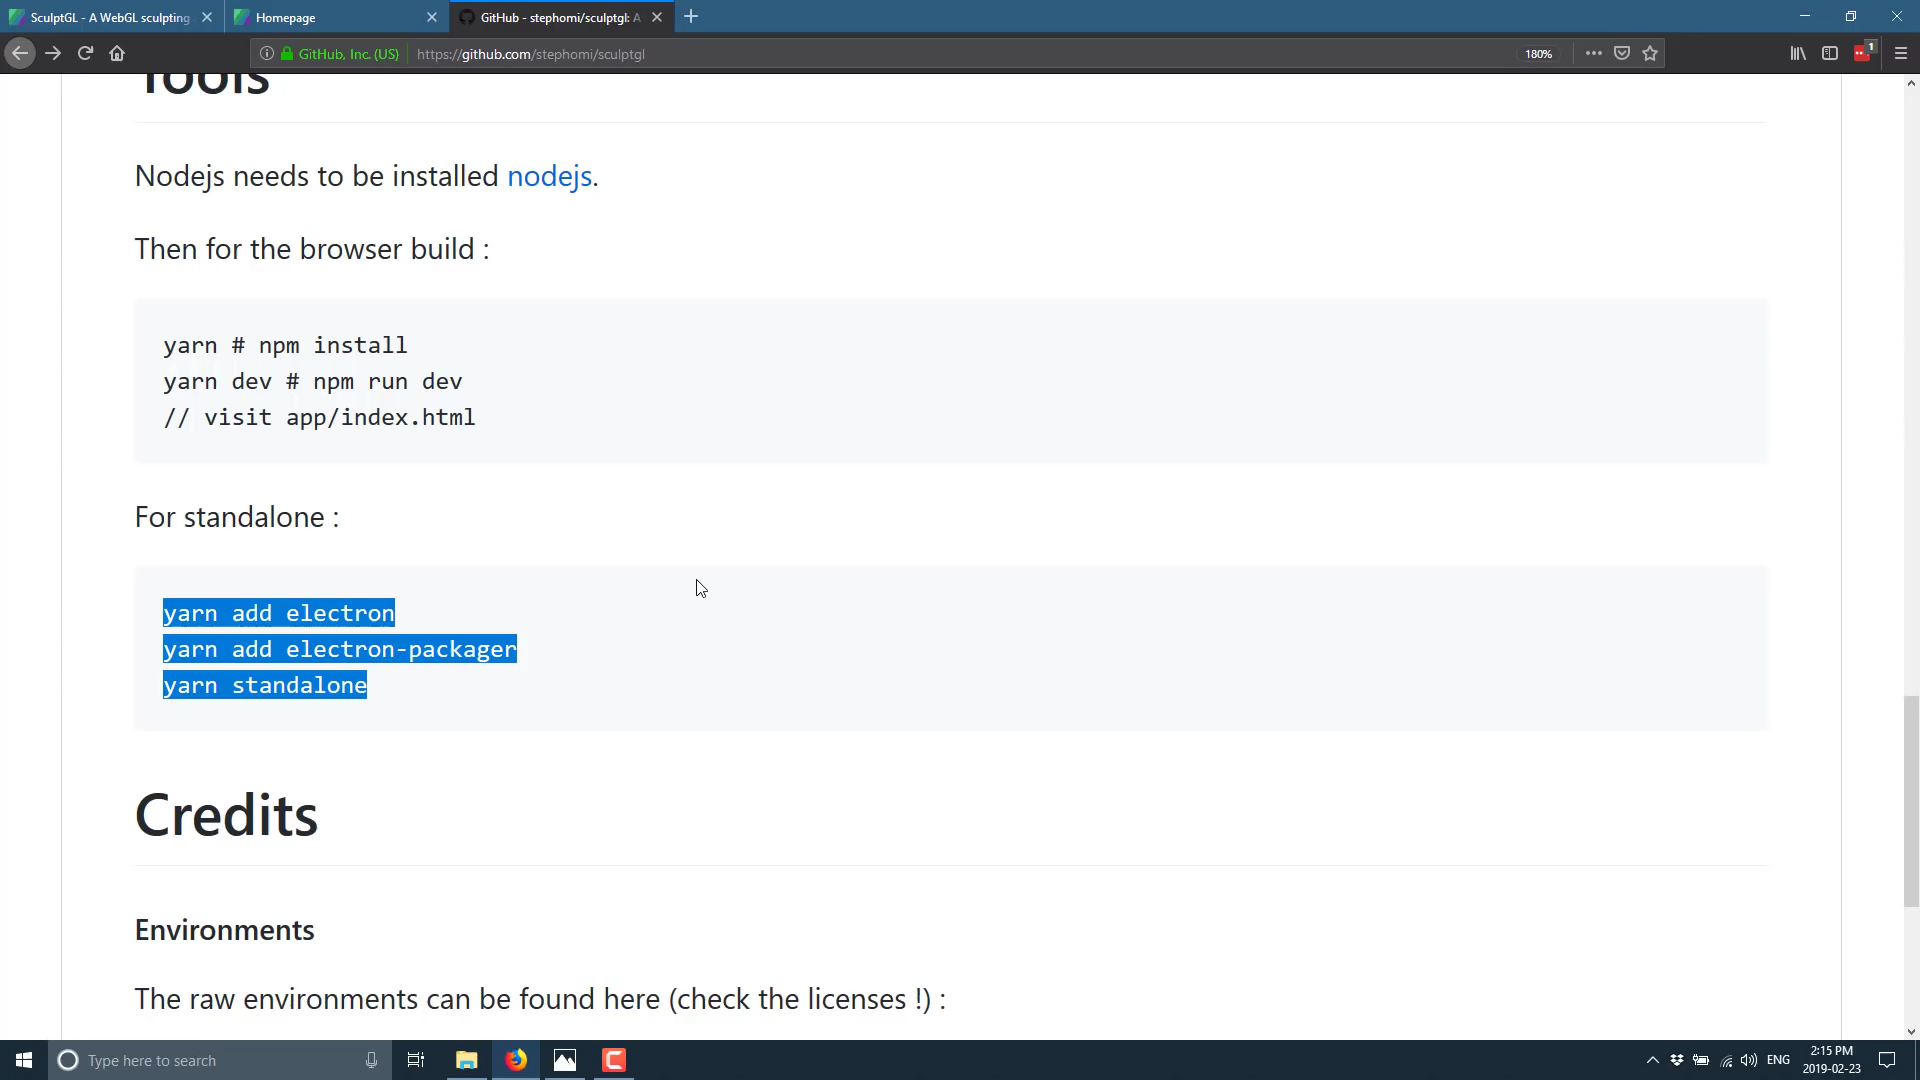 SculptGL - A WebGL sculpting
Homepage
GitHub - stephomi/sculptgl: A
GitHub, Inc. (US)
https://github.com/stephomi/sculptgl
180%
1
Tools
Nodejs needs to be installed nodejs.
Then for the browser build :
yarn # npm install
yarn dev # npm run dev
// visit app/index.html
For standalone :
yarn add electron
yarn add electron-packager
yarn standalone
Credits
Environments
The raw environments can be found here (check the licenses !) :
Type here to search
ENG
2:15 PM
2019-02-23